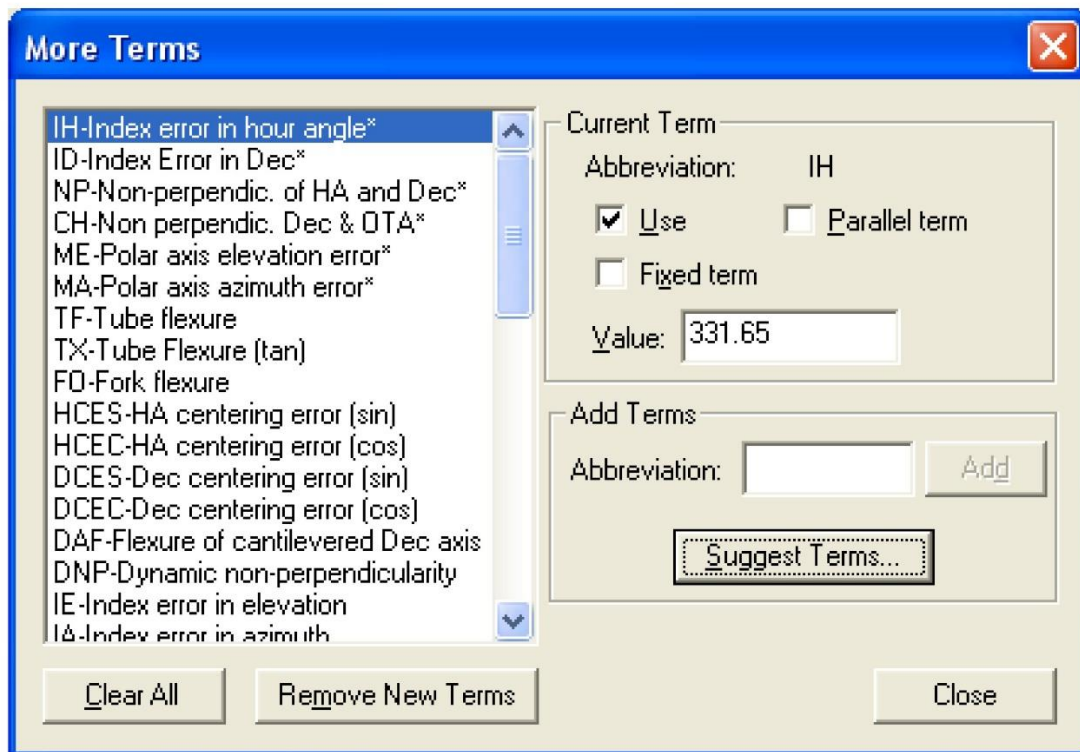 More Terms
IH-Index error in hour angle*
ID-Index Error in Dec*
NP-Non-perpendic. of HA and Dec*
CH-Non perpendic. Dec & OTA*
ME-Polar axis elevation error*
MA-Polar axis azimuth error*
TF-Tube flexure
TX-Tube Flexure (tan)
FO-Fork flexure
HCES-HA centering error (sin)
HCEC-HA centering error (cos)
DCES-Dec centering error (sin)
DCEC-Dec centering error (cos)
DAF-Flexure of cantilevered Dec axis
DNP-Dynamic non-perpendicularity
IE-Index error in elevation
IA-Index error in azimuth
Current Term
Abbreviation: IH
Use Parallel term
Fixed term
Value: 331.65
Add Terms
Abbreviation: Add
Suggest Terms...
Clear All Remove New Terms Close